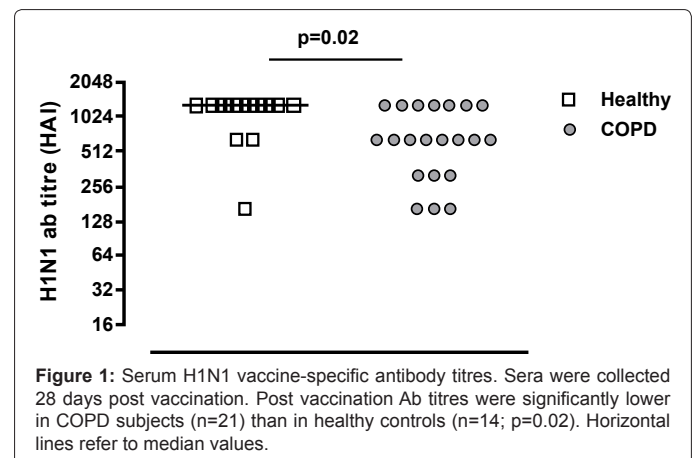 p=0.02
2048
1024
512
256
128
64
32
16
H1N1 ab titre (HAI)
Healthy
COPD
Figure 1: Serum H1N1 vaccine-specific antibody titres. Sera were collected
28 days post vaccination. Post vaccination Ab titres were significantly lower
in COPD subjects (n=21) than in healthy controls (n=14; p=0.02). Horizontal
lines refer to median values.